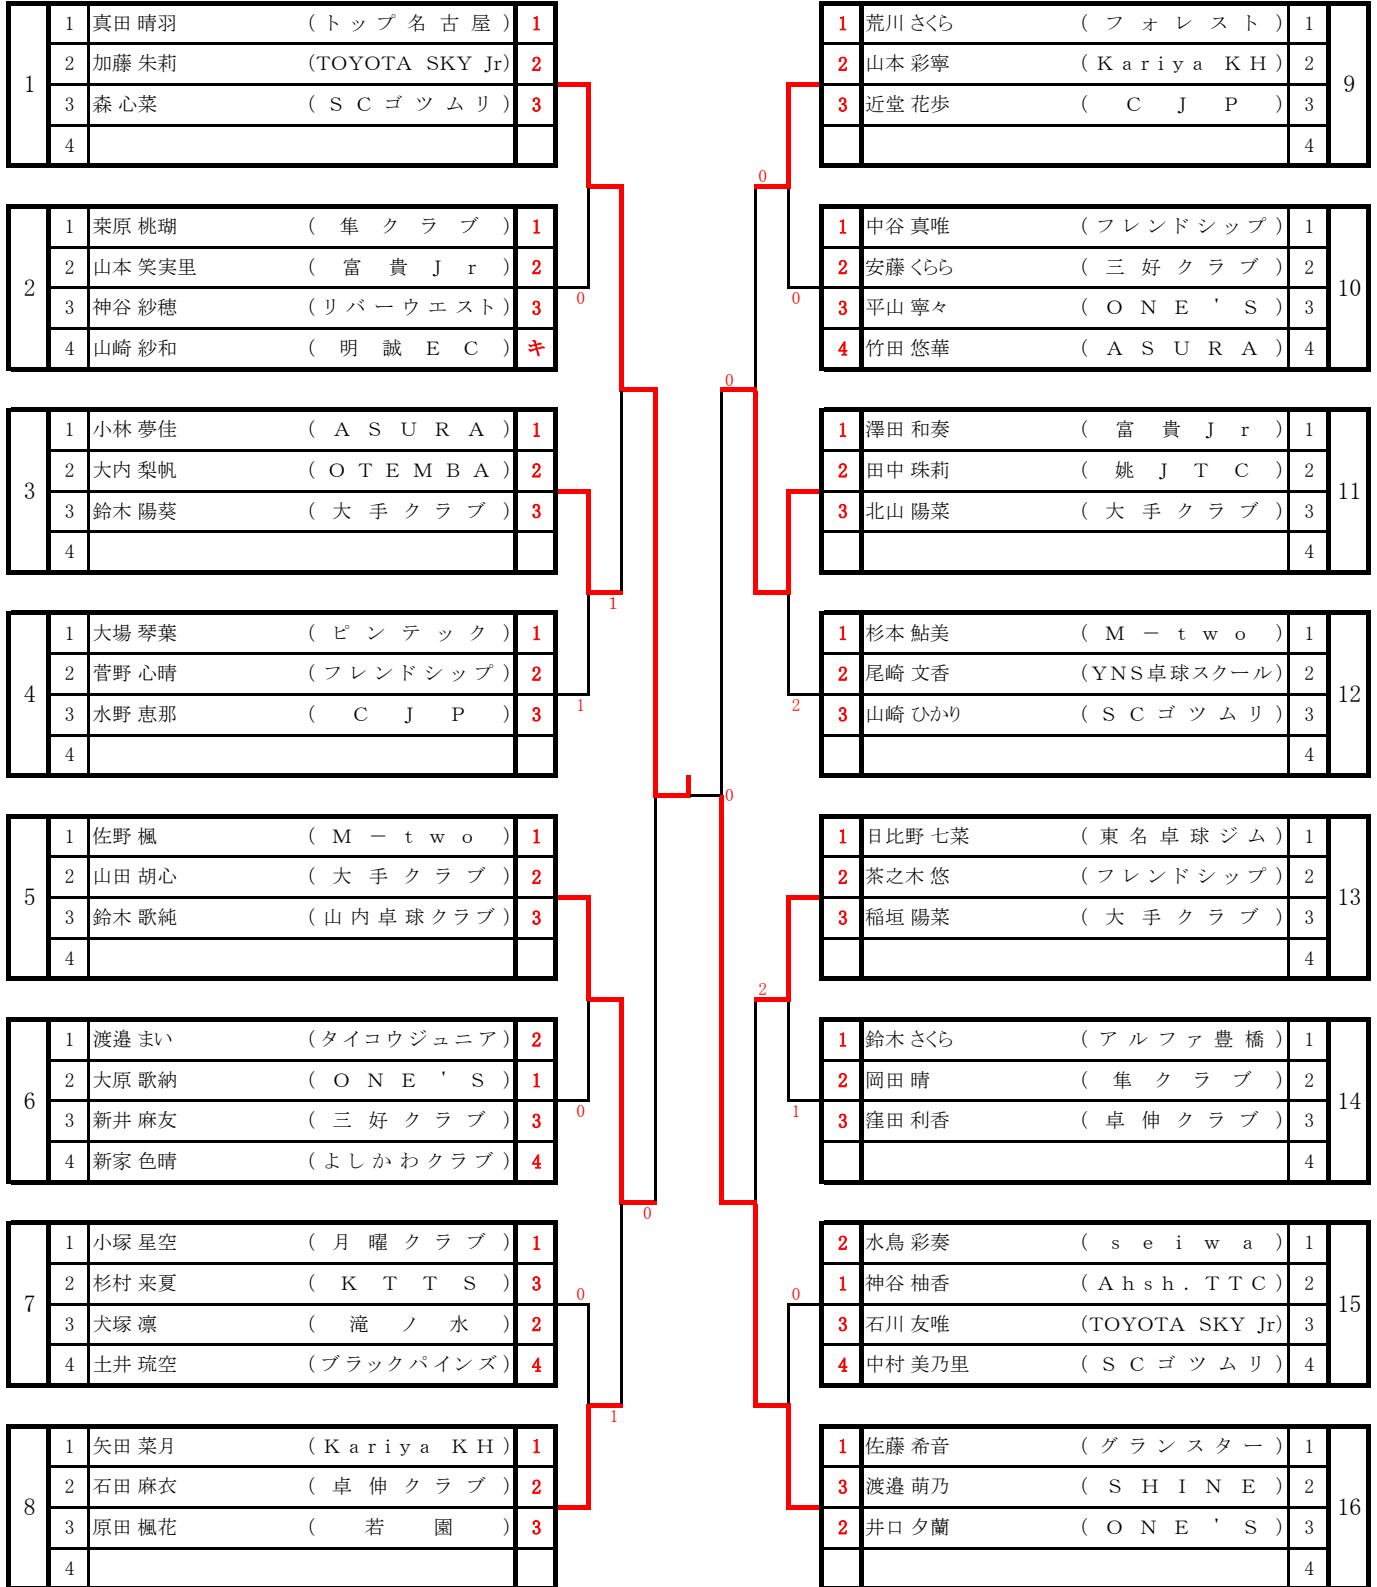 1
1 真田 晴羽 (トップ名古屋) 1
2 加藤 朱莉 (TOYOTA SKY Jr) 2
3 森 心菜 (SCゴツムリ) 3
4
2
1 桒原 桃瑚 (隼クラブ) 1
2 山本 笑実里 (富貴Jr) 2
3 神谷 紗穂 (リバーウエスト) 3
4 山崎 紗和 (明誠EC) キ
3
1 小林 夢佳 (ASURA) 1
2 大内 梨帆 (OTEMBA) 2
3 鈴木 陽葵 (大手クラブ) 3
4
4
1 大場 琴葉 (ピンテック) 1
2 菅野 心晴 (フレンドシップ) 2
3 水野 恵那 (CJP) 3
4
5
1 佐野 楓 (M－two) 1
2 山田 胡心 (大手クラブ) 2
3 鈴木 歌純 (山内卓球クラブ) 3
4
6
1 渡邉 まい (タイコウジュニア) 2
2 大原 歌納 (ONE'S) 1
3 新井 麻友 (三好クラブ) 3
4 新家 色晴 (よしかわクラブ) 4
7
1 小塚 星空 (月曜クラブ) 1
2 杉村 来夏 (KTTS) 3
3 犬塚 凛 (滝ノ水) 2
4 土井 琉空 (ブラックパインズ) 4
8
1 矢田 菜月 (Kariya KH) 1
2 石田 麻衣 (卓伸クラブ) 2
3 原田 楓花 (若園) 3
4
0
1
1
0
0
0
1
0
0
0
0
2
2
1
0
1 荒川 さくら (フォレスト) 1
2 山本 彩寧 (Kariya KH) 2
3 近堂 花歩 (CJP) 3
4
9
1 中谷 真唯 (フレンドシップ) 1
2 安藤 くらら (三好クラブ) 2
3 平山 寧々 (ONE'S) 3
4 竹田 悠華 (ASURA) 4
10
1 澤田 和奏 (富貴Jr) 1
2 田中 珠莉 (姚JTC) 2
3 北山 陽菜 (大手クラブ) 3
4
11
1 杉本 鮎美 (M－two) 1
2 尾崎 文香 (YNS卓球スクール) 2
3 山崎 ひかり (SCゴツムリ) 3
4
12
1 日比野 七菜 (東名卓球ジム) 1
2 茶之木 悠 (フレンドシップ) 2
3 稲垣 陽菜 (大手クラブ) 3
4
13
1 鈴木 さくら (アルファ豊橋) 1
2 岡田 晴 (隼クラブ) 2
3 窪田 利香 (卓伸クラブ) 3
4
14
2 水鳥 彩奏 (seiwa) 1
1 神谷 柚香 (Ahsh.TTC) 2
3 石川 友唯 (TOYOTA SKY Jr) 3
4 中村 美乃里 (SCゴツムリ) 4
15
1 佐藤 希音 (グランスター) 1
3 渡邉 萌乃 (SHINE) 2
2 井口 夕蘭 (ONE'S) 3
4
16